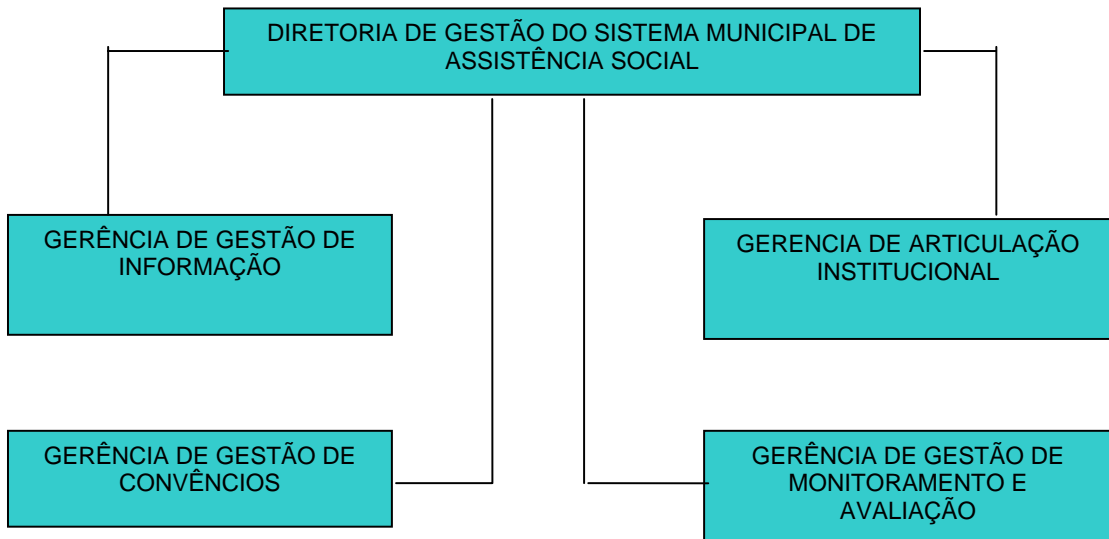 DIRETORIA DE GESTÃO DO SISTEMA MUNICIPAL DE
ASSISTÊNCIA SOCIAL
GERÊNCIA DE GESTÃO DE
INFORMAÇÃO
GERENCIA DE ARTICULAÇÃO
INSTITUCIONAL
GERÊNCIA DE GESTÃO DE
CONVÊNCIOS
GERÊNCIA DE GESTÃO DE
MONITORAMENTO E
AVALIAÇÃO